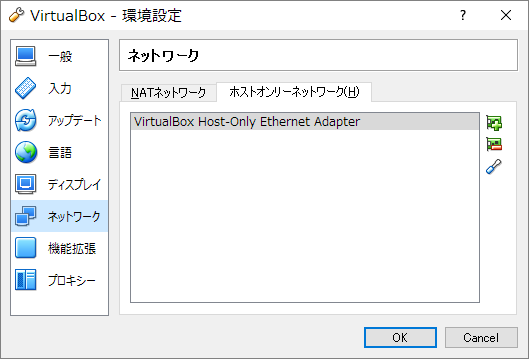 VirtualBox - 環境設定
?
一般
入力
アップデート
言語
ディスプレイ
ネットワーク
機能拡張
プロキシー
ネットワーク
NATネットワーク
ホストオンリーネットワーク(H)
VirtualBox Host-Only Ethernet Adapter
OK
Cancel